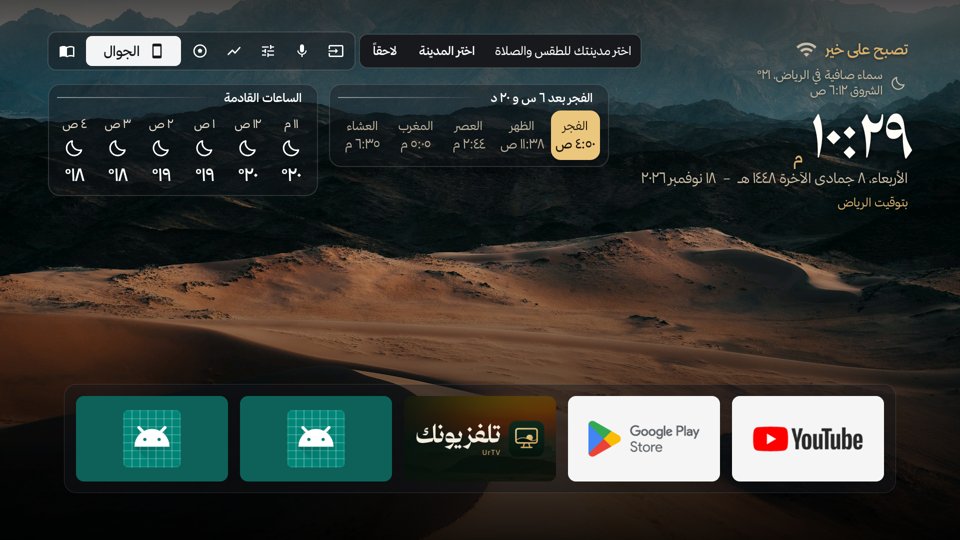 تصبح على خير
سماء صافية في الرياض، ٢١°
الشروق ٦:١٢ ص
١٠:٢٩ م
الأربعاء، ٨ جمادى الآخرة ١٤٤٨ هـ – ١٨ نوفمبر ٢٠٢٦
بتوقيت الرياض
اختر مدينتك للطقس والصلاة اختر المدينة لاحقاً
الجوال
الفجر بعد ٦ س و ٢٠ د
الفجر الظهر العصر المغرب العشاء
٤:٥٠ ص ١١:٣٨ ص ٢:٤٤ م ٥:٠٥ م ٦:٣٥ م
الساعات القادمة
١١ م ١٢ ص ١ ص ٢ ص ٣ ص ٤ ص
٢٠° ٢٠° ١٩° ١٩° ١٨° ١٨°
YouTube
Google Play
Store
تلفزيونك
UrTV